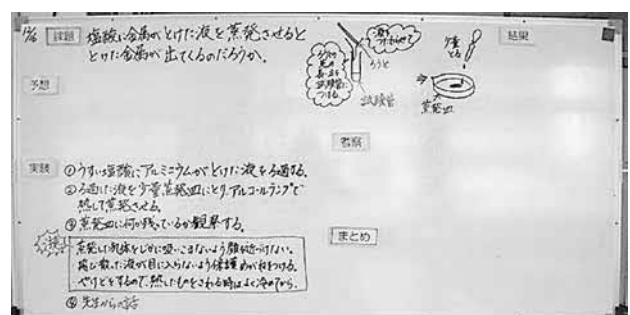 課題
塩酸に金属がとけた液を蒸発させると
とけた金属が出てくるのだろうか。
予想
ろうと
試験管
少量
とる
蒸発皿
結果
考察
実験
①うすい塩酸にアルミニウムがとけた液をろ過する。
②ろ過した液を少量蒸発皿にとり、アルコールランプで
熱して蒸発させる。
③蒸発皿に何が残っているか観察する。
蒸発した気体をじかに吸いこまないよう顔を近づけない。
・飛び散った液が目に入らないよう保護めがねをつける。
・やけどをするので、熱したものをさわる時はよく冷めてから。
④先生からの話
まとめ